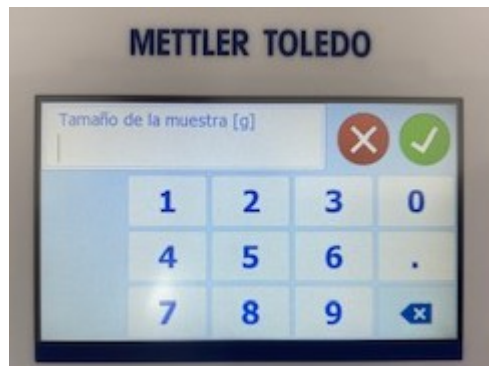 METTLER TOLEDO
Tamaño de la muestra [g]
1 2 3 0
4 5 6 .
7 8 9